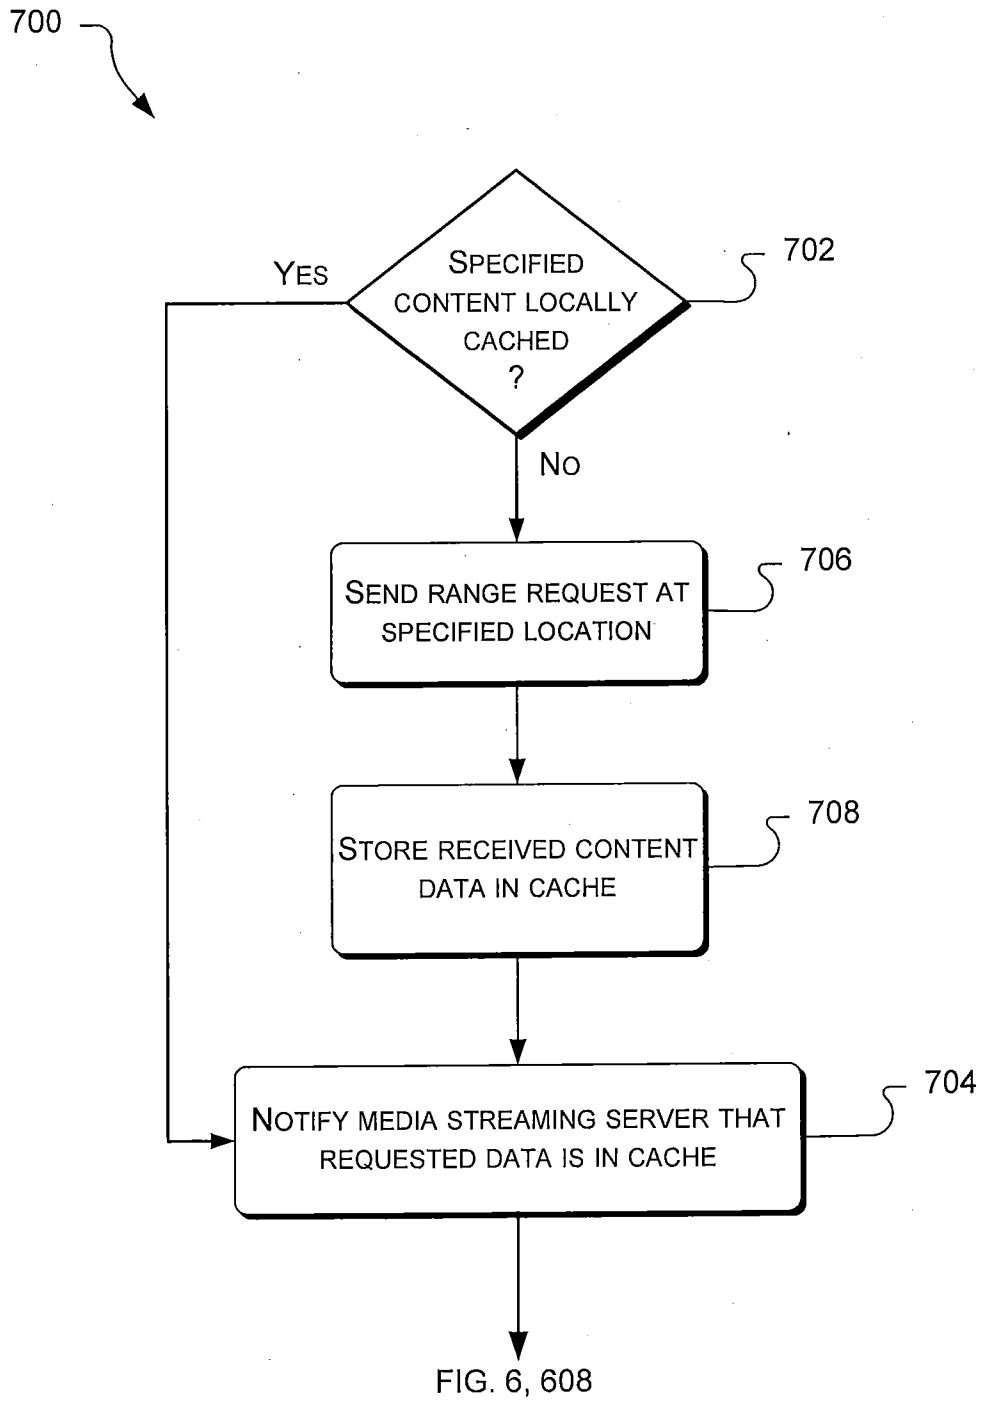 700
702
YES
SPECIFIED
CONTENT LOCALLY
CACHED
?
NO
706
SEND RANGE REQUEST AT
SPECIFIED LOCATION
708
STORE RECEIVED CONTENT
DATA IN CACHE
704
NOTIFY MEDIA STREAMING SERVER THAT
REQUESTED DATA IS IN CACHE
FIG. 6, 608